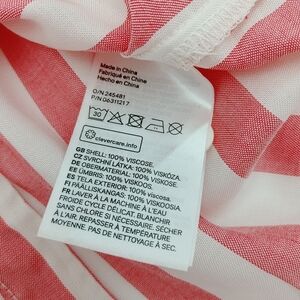 Made in China
Fabriqué en Chine
Hecho en China
O/N 245481
P/N 06311217
30
clevercare.info
GB SHELL: 100% VISCOSE.
CZ SVRCHNÍ LÁTKA: 100% VISKÓZA.
DE OBERMATERIAL: 100% VISKOSE.
EE ÜMBRIS: 100% VISKOOS.
ES TELA EXTERIOR: 100% viscosa.
FI PÄÄLLISKANGAS: 100% VISKOOSI.
FR LAVER À LA MACHINE À L'EAU
FROIDE CYCLE DÉLICAT. BLANCHIR
SANS CHLORE SI NÉCESSAIRE. SÉCHER
À L'AIR. REPASSER À TEMPÉRATURE
MOYENNE. PAS DE NETTOYAGE À SEC.